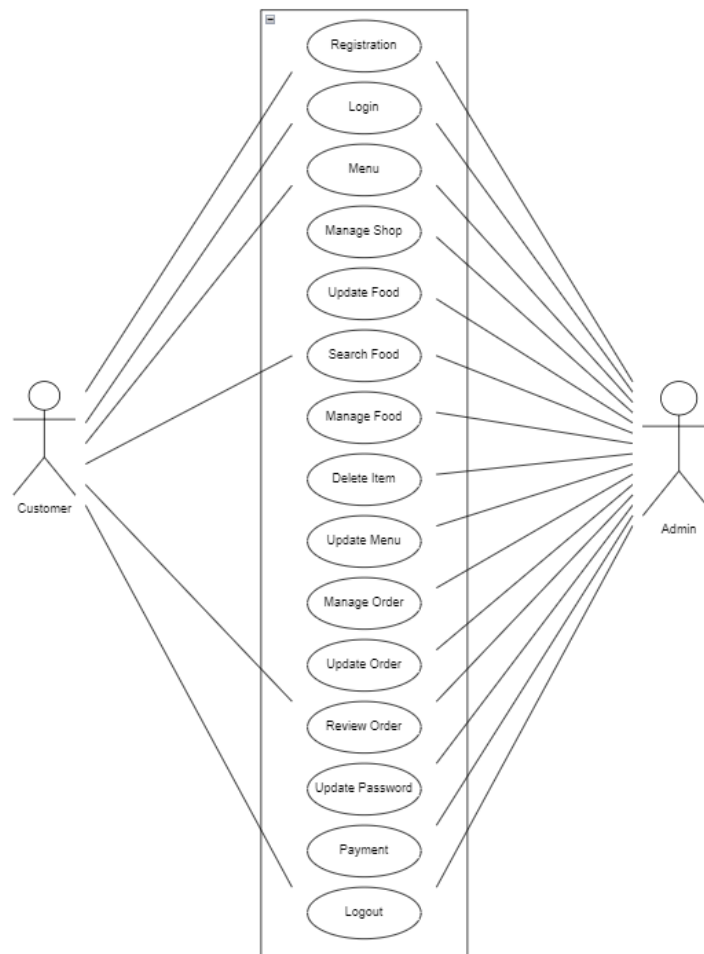 Registration
Login
Menu
Manage Shop
Update Food
Search Food
Manage Food
Delete Item
Update Menu
Manage Order
Update Order
Review Order
Update Password
Payment
Logout
Customer
Admin